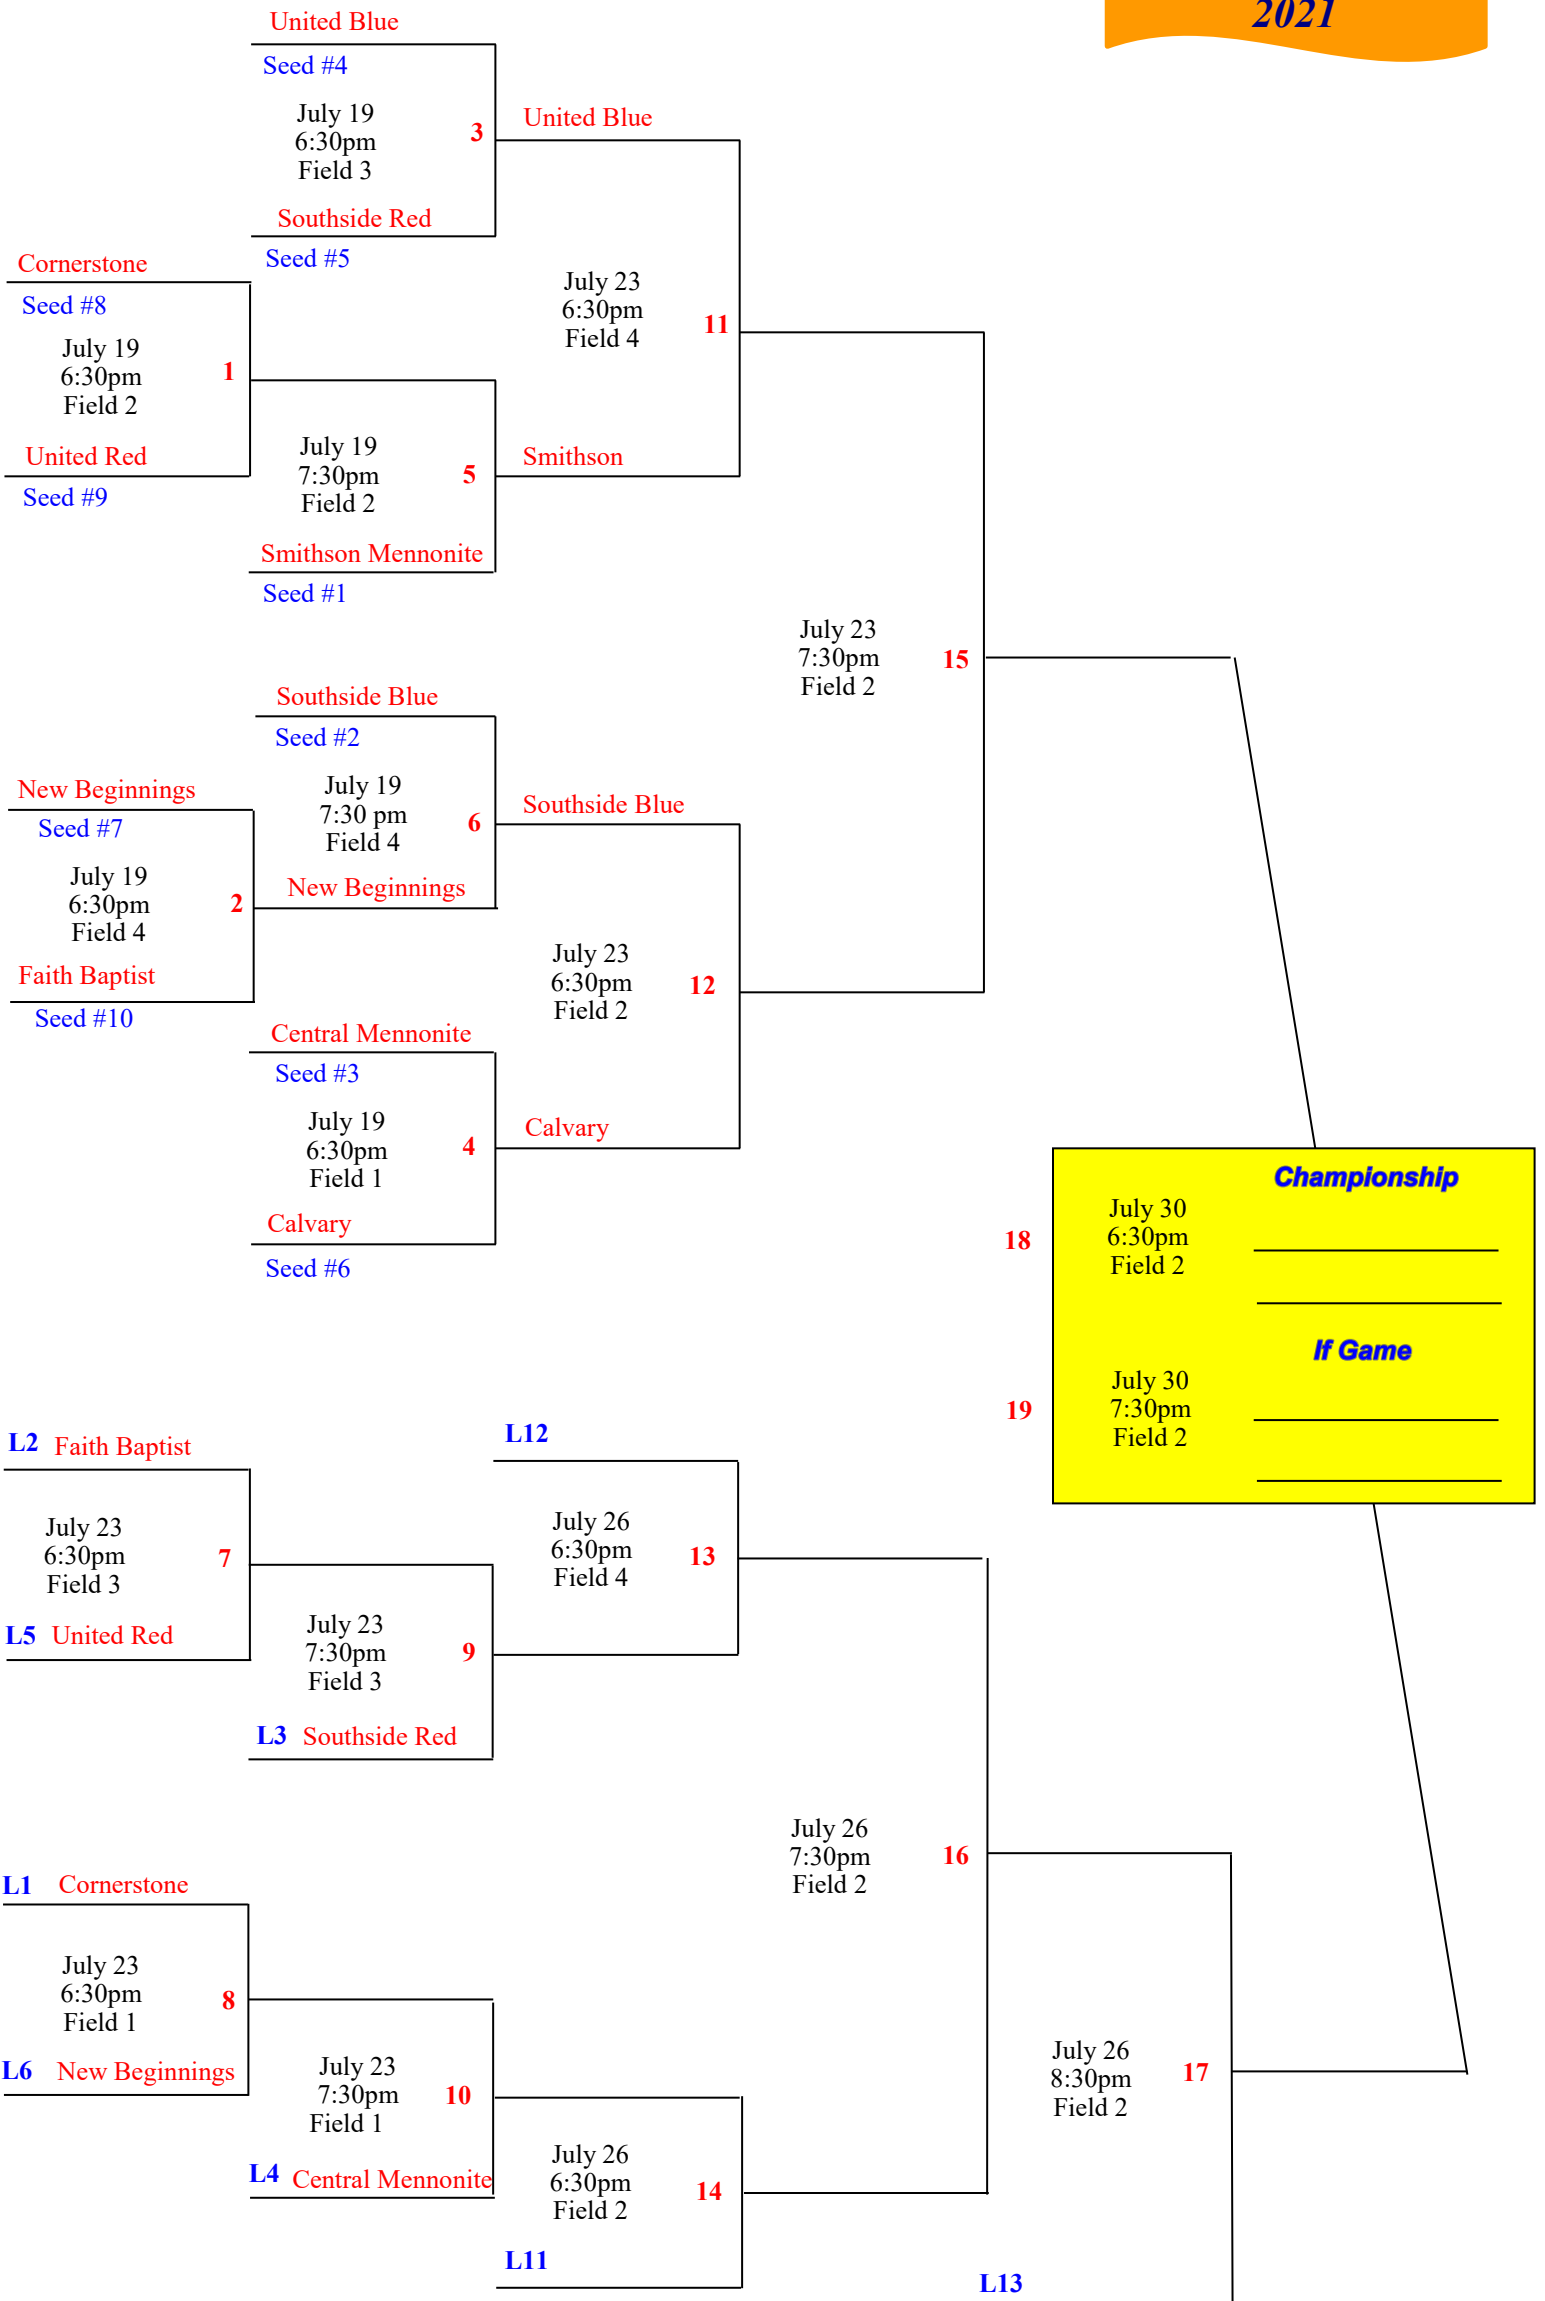 2021
United Blue
Seed #4
July 19
6:30pm
Field 3
3
United Blue
Southside Red
Seed #5
Cornerstone
Seed #8
July 19
6:30pm
Field 2
1
United Red
Seed #9
July 23
6:30pm
Field 4
11
July 19
7:30pm
Field 2
5
Smithson
Smithson Mennonite
Seed #1
July 23
7:30pm
Field 2
15
Southside Blue
Seed #2
July 19
7:30 pm
Field 4
6
Southside Blue
New Beginnings
New Beginnings
Seed #7
July 19
6:30pm
Field 4
2
Faith Baptist
Seed #10
July 23
6:30pm
Field 2
12
Central Mennonite
Seed #3
July 19
6:30pm
Field 1
4
Calvary
Calvary
Seed #6
Championship
18
July 30
6:30pm
Field 2
If Game
19
July 30
7:30pm
Field 2
L2 Faith Baptist
July 23
6:30pm
Field 3
7
L5 United Red
L12
July 26
6:30pm
Field 4
13
July 23
7:30pm
Field 3
9
L3 Southside Red
July 26
7:30pm
Field 2
16
L1 Cornerstone
July 23
6:30pm
Field 1
8
L6 New Beginnings
July 23
7:30pm
Field 1
10
L4 Central Mennonite
July 26
6:30pm
Field 2
14
L11
July 26
8:30pm
Field 2
17
L13